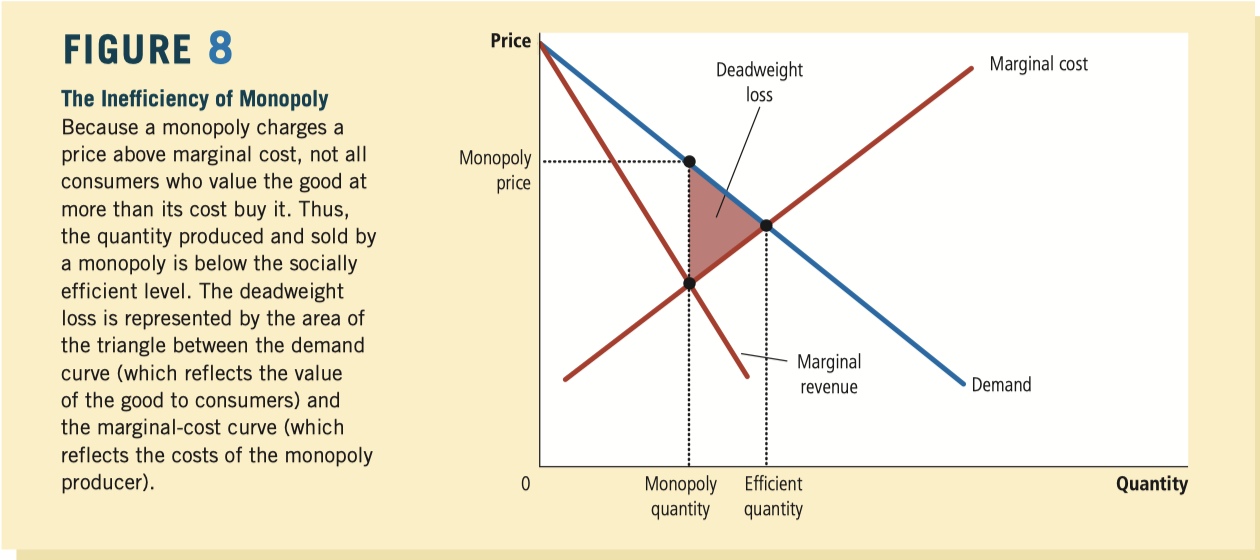 FIGURE 8
The Inefficiency of Monopoly
Because a monopoly charges a
price above marginal cost, not all
consumers who value the good at
more than its cost buy it. Thus,
the quantity produced and sold by
a monopoly is below the socially
efficient level. The deadweight
loss is represented by the area of
the triangle between the demand
curve (which reflects the value
of the good to consumers) and
the marginal-cost curve (which
reflects the costs of the monopoly
producer).
Price
Deadweight
loss
Marginal cost
Monopoly
price
Marginal
revenue
Demand
0
Monopoly
quantity
Efficient
quantity
Quantity